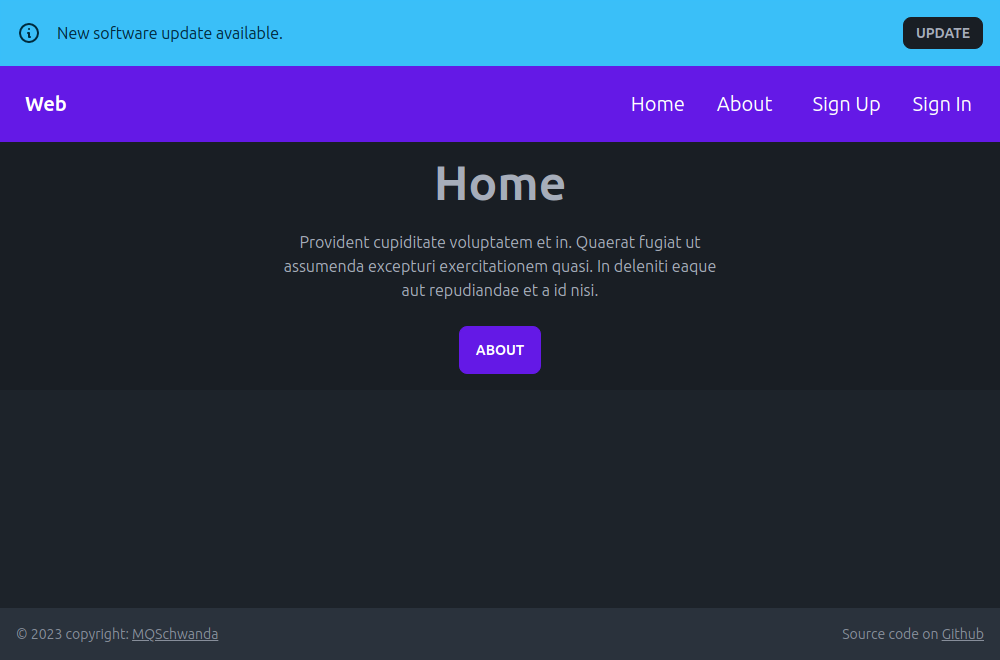 New software update available.
UPDATE
Web
Home
About
Sign Up
Sign In
Home
Provident cupiditate voluptatem et in. Quaerat fugiat ut
assumenda excepturi exercitationem quasi. In deleniti eaque
aut repudiandae et a id nisi.
ABOUT
© 2023 copyright: MQSchwanda
Source code on Github